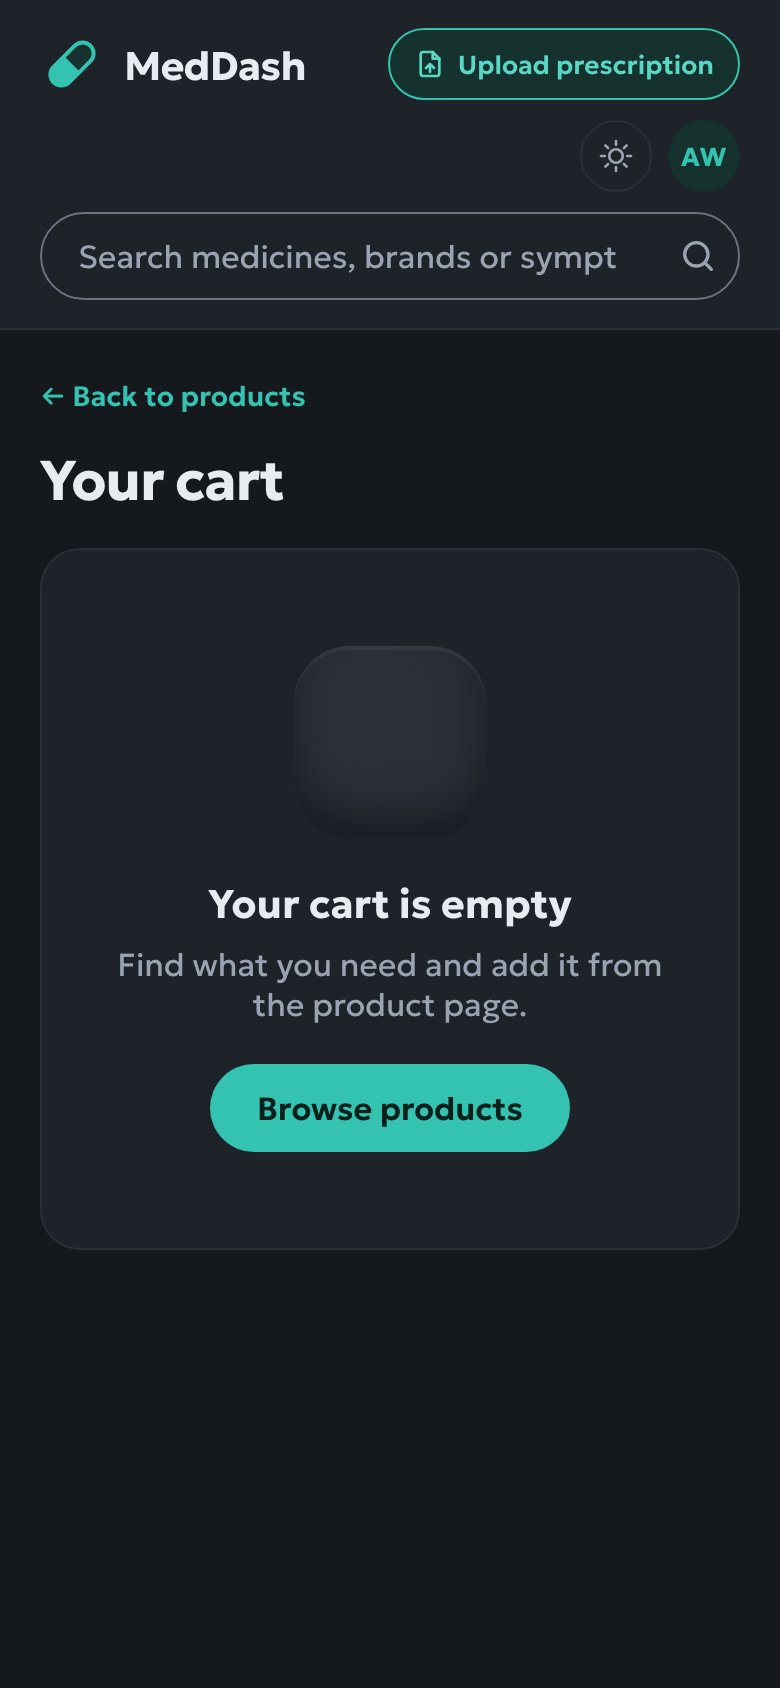 MedDash
Upload prescription
AW
Search medicines, brands or sympt
Back to products
Your cart
Your cart is empty
Find what you need and add it from
the product page.
Browse products